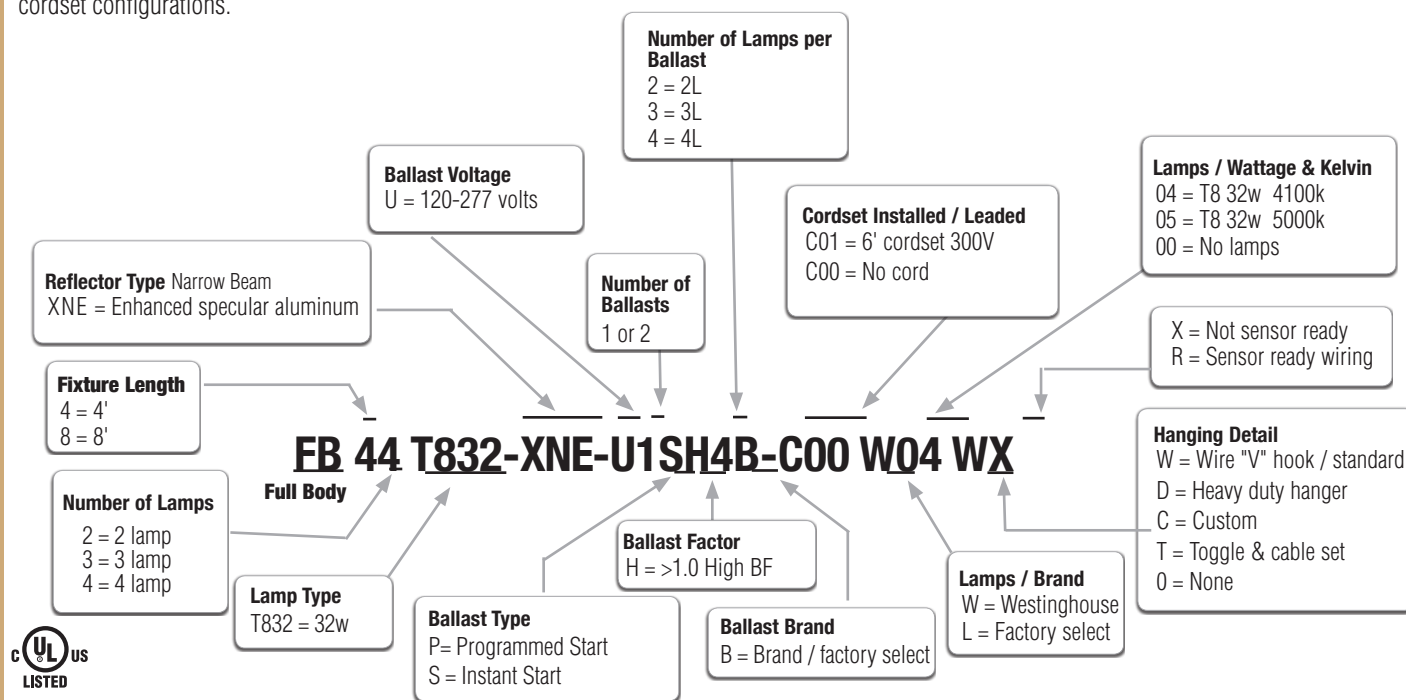 cordset configurations.
Number of Lamps per
Ballast
2 = 2L
3 = 3L
4 = 4L
Ballast Voltage
U = 120-277 volts
Lamps / Wattage & Kelvin
04 = T8 32w 4100k
05 = T8 32w 5000k
00 = No lamps
Cordset Installed / Leaded
C01 = 6' cordset 300V
C00 = No cord
Reflector Type Narrow Beam
XNE = Enhanced specular aluminum
Number of
Ballasts
1 or 2
X = Not sensor ready
R = Sensor ready wiring
Fixture Length
4 = 4'
8 = 8'
FB 44 T832-XNE-U1SH4B-C00 W04 WX
Full Body
Hanging Detail
W = Wire "V" hook / standard
D = Heavy duty hanger
C = Custom
T = Toggle & cable set
0 = None
Number of Lamps
2 = 2 lamp
3 = 3 lamp
4 = 4 lamp
Lamp Type
T832 = 32w
Ballast Type
P= Programmed Start
S = Instant Start
Ballast Factor
H = >1.0 High BF
Ballast Brand
B = Brand / factory select
Lamps / Brand
W = Westinghouse
L = Factory select
C UL US
LISTED